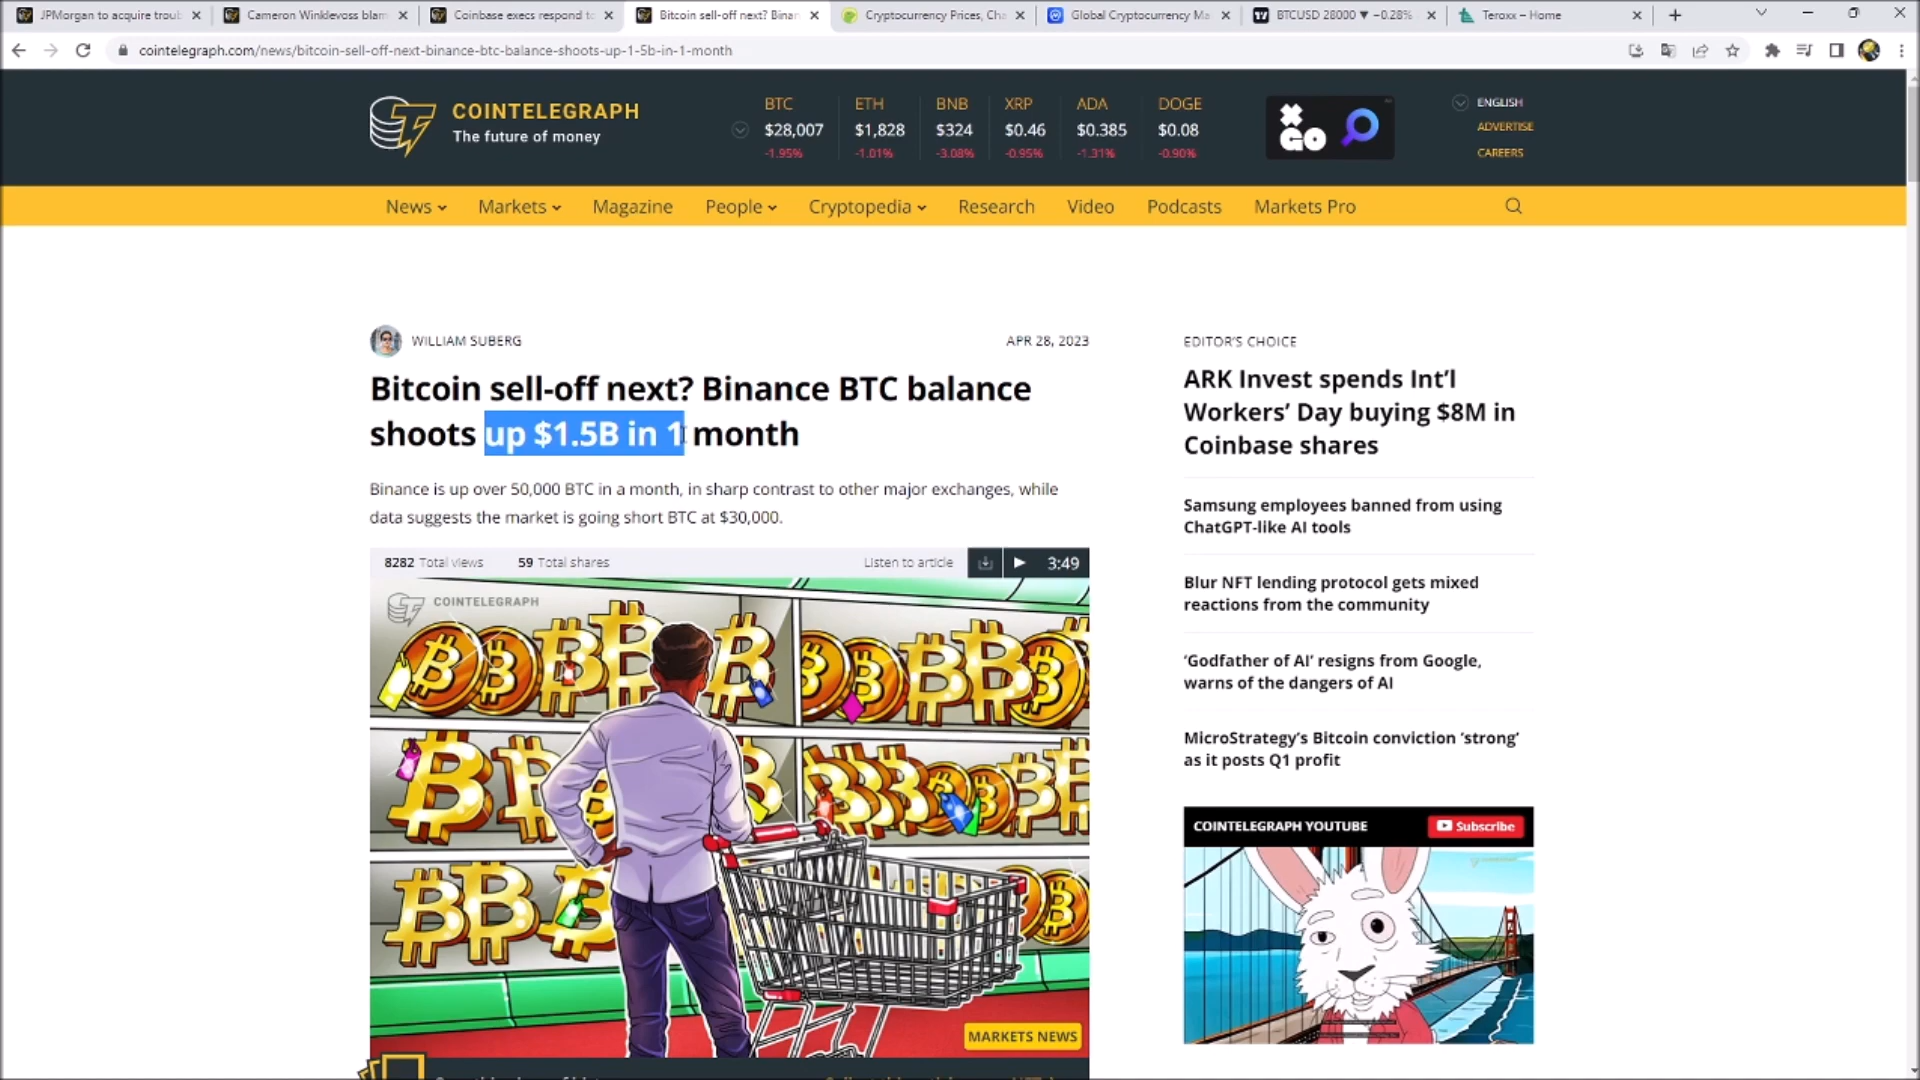 JPMorgan to acquire trou
Cameron Winklevoss blam
Coinbase execs respond to
Bitcoin sell-off next? Binan
Cryptocurrency Prices, Cha
Global Cryptocurrency Ma
BTCUSD 28000 ▼ −0.28%
Teroxx – Home
cointelegraph.com/news/bitcoin-sell-off-next-binance-btc-balance-shoots-up-1-5b-in-1-month
COINTELEGRAPH
The future of money
BTC ETH BNB XRP ADA DOGE
$28,007 $1,828 $324 $0.46 $0.385 $0.08
-1.95% -1.01% -3.08% -0.95% -1.31% -0.90%
GO
ENGLISH
ADVERTISE
CAREERS
News Markets Magazine People Cryptopedia Research Video Podcasts Markets Pro
WILLIAM SUBERG
APR 28, 2023
Bitcoin sell-off next? Binance BTC balance
shoots up $1.5B in 1 month
Binance is up over 50,000 BTC in a month, in sharp contrast to other major exchanges, while
data suggests the market is going short BTC at $30,000.
8282 Total views 59 Total shares Listen to article 3:49
COINTELEGRAPH
MARKETS NEWS
EDITOR'S CHOICE
ARK Invest spends Int'l
Workers' Day buying $8M in
Coinbase shares
Samsung employees banned from using
ChatGPT-like AI tools
Blur NFT lending protocol gets mixed
reactions from the community
'Godfather of AI' resigns from Google,
warns of the dangers of AI
MicroStrategy's Bitcoin conviction 'strong'
as it posts Q1 profit
COINTELEGRAPH YOUTUBE
Subscribe